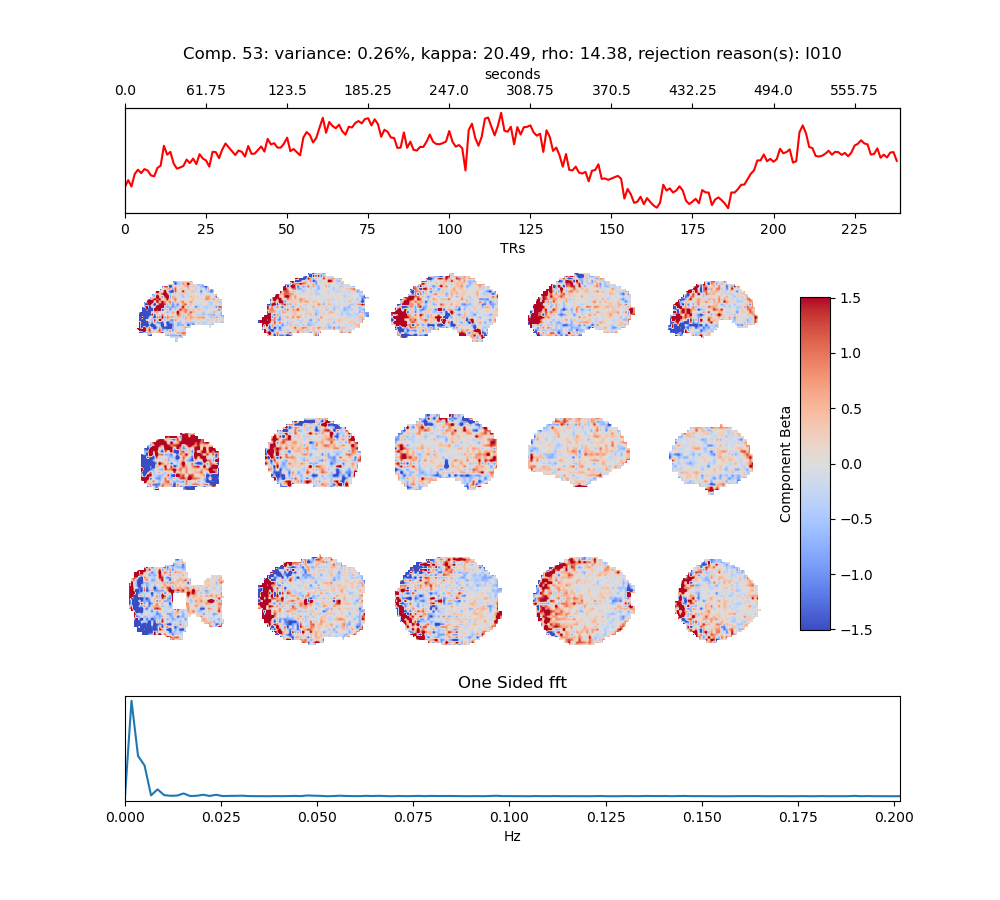 Comp. 53: variance: 0.26%, kappa: 20.49, rho: 14.38, rejection reason(s): I010
seconds
0.0 61.75 123.5 185.25 247.0 308.75 370.5 432.25 494.0 555.75
0 25 50 75 100 125 150 175 200 225
TRs
1.5
1.0
0.5
0.0
−0.5
−1.0
−1.5
Component Beta
One Sided fft
0.000 0.025 0.050 0.075 0.100 0.125 0.150 0.175 0.200
Hz